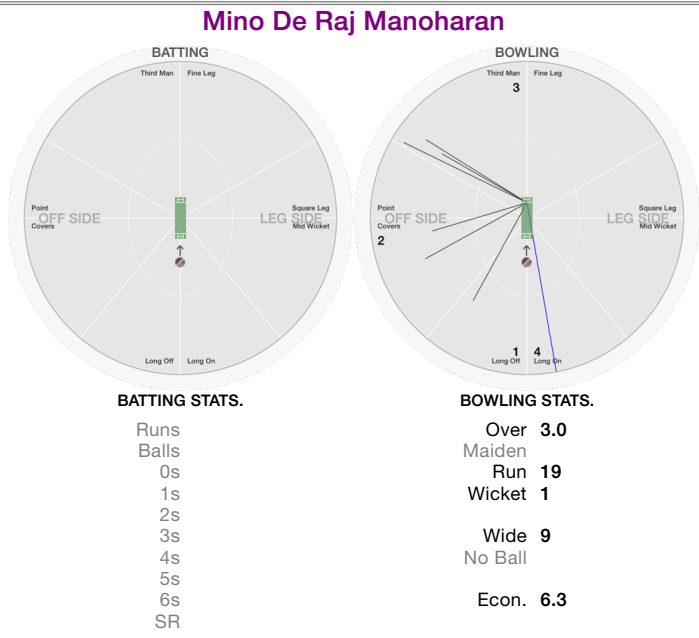 Mino De Raj Manoharan
BATTING
Third Man Fine Leg
Point
OFF SIDE
Covers
Square Leg
LEG SIDE
Mid Wicket
Long Off Long On
BATTING STATS.
Runs
Balls
0s
1s
2s
3s
4s
5s
6s
SR
BOWLING
Third Man Fine Leg
3
Point
OFF SIDE
Covers
2
Square Leg
LEG SIDE
Mid Wicket
1 4
Long Off Long On
BOWLING STATS.
Over 3.0
Maiden
Run 19
Wicket 1
Wide 9
No Ball
Econ. 6.3